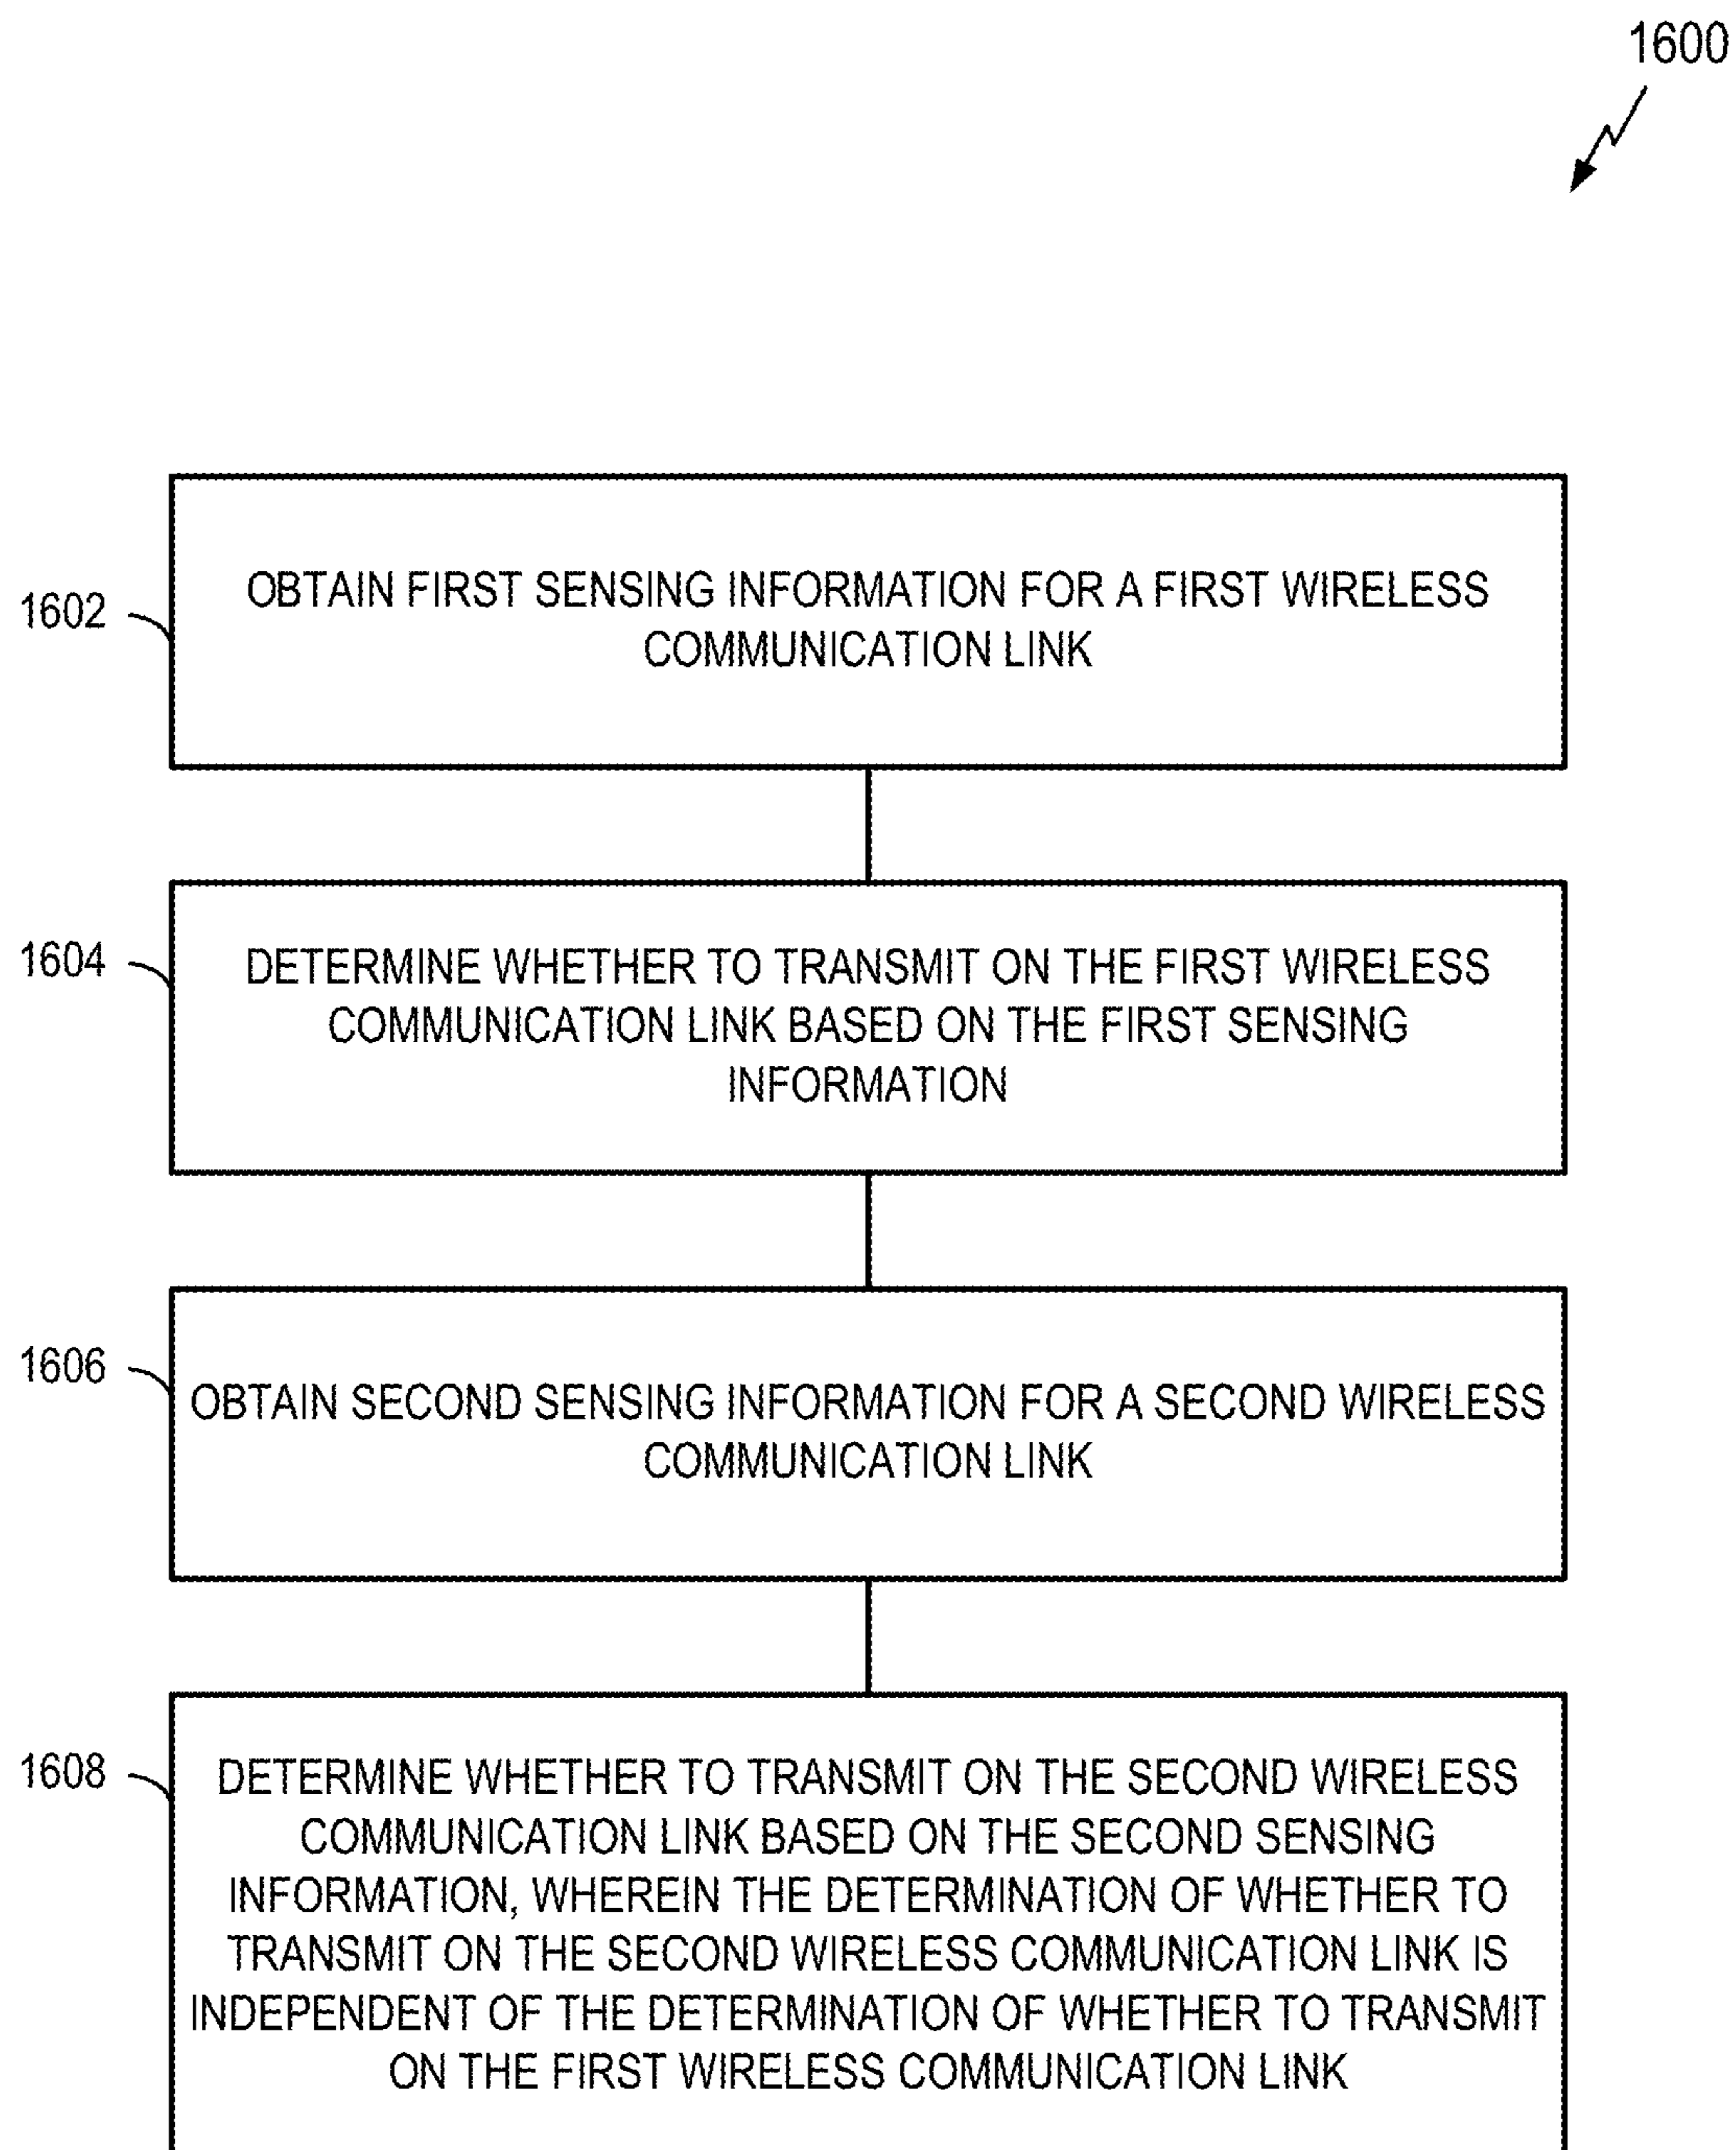 1600
1602
OBTAIN FIRST SENSING INFORMATION FOR A FIRST WIRELESS
COMMUNICATION LINK
1604
DETERMINE WHETHER TO TRANSMIT ON THE FIRST WIRELESS
COMMUNICATION LINK BASED ON THE FIRST SENSING
INFORMATION
1606
OBTAIN SECOND SENSING INFORMATION FOR A SECOND WIRELESS
COMMUNICATION LINK
1608
DETERMINE WHETHER TO TRANSMIT ON THE SECOND WIRELESS
COMMUNICATION LINK BASED ON THE SECOND SENSING
INFORMATION, WHEREIN THE DETERMINATION OF WHETHER TO
TRANSMIT ON THE SECOND WIRELESS COMMUNICATION LINK IS
INDEPENDENT OF THE DETERMINATION OF WHETHER TO TRANSMIT
ON THE FIRST WIRELESS COMMUNICATION LINK